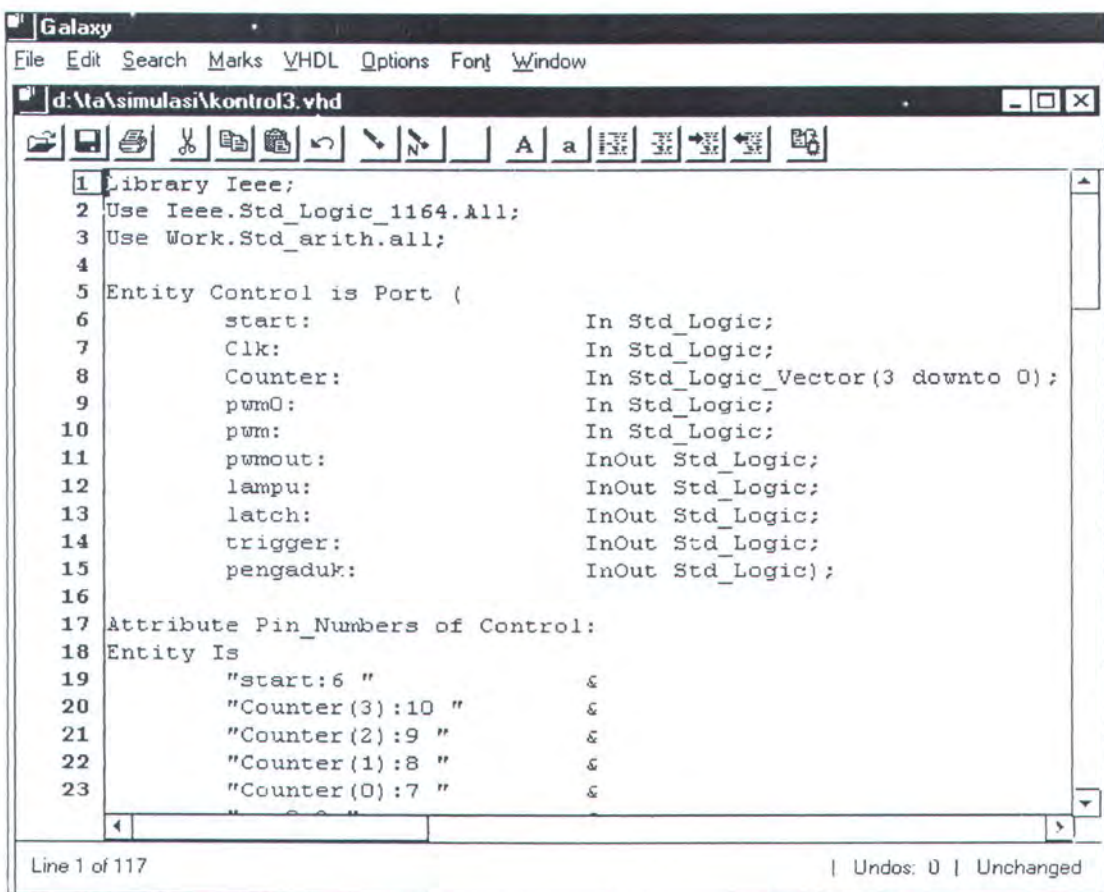 Galaxy
File Edit Search Marks VHDL Options Font Window
d:\ta\simulasi\kontrol3.vhd
N A a
1 Library Ieee;
2 Use Ieee.Std_Logic_1164.All;
3 Use Work.Std_arith.all;
4
5 Entity Control is Port (
6 start: In Std_Logic;
7 Clk: In Std_Logic;
8 Counter: In Std_Logic_Vector(3 downto 0);
9 pwm0: In Std_Logic;
10 pwm: In Std_Logic;
11 pwmout: InOut Std_Logic;
12 lampu: InOut Std_Logic;
13 latch: InOut Std_Logic;
14 trigger: InOut Std_Logic;
15 pengaduk: InOut Std_Logic);
16
17 Attribute Pin_Numbers of Control:
18 Entity Is
19 "start:6 " &
20 "Counter(3):10 " &
21 "Counter(2):9 " &
22 "Counter(1):8 " &
23 "Counter(0):7 " &
Line 1 of 117 | Undos: 0 | Unchanged